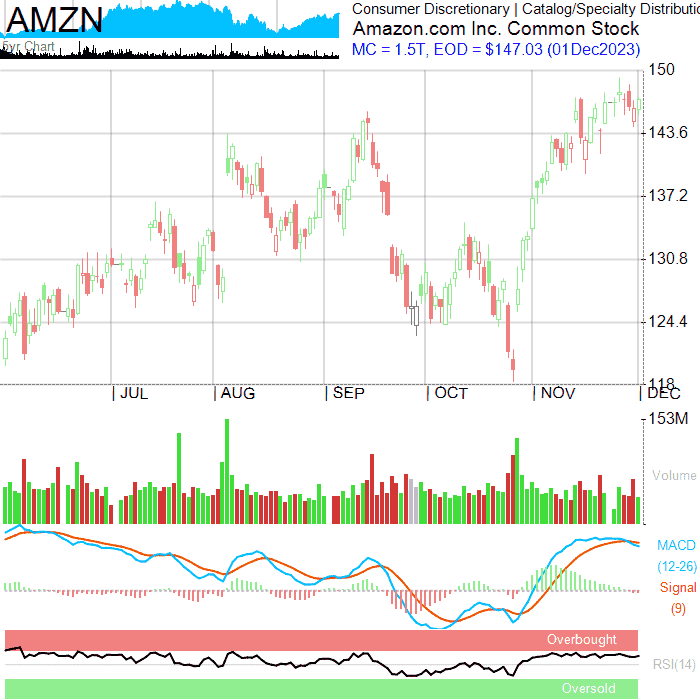 AMZN
5yr Chart
Consumer Discretionary | Catalog/Specialty Distributio
Amazon.com Inc. Common Stock
MC = 1.5T, EOD = $147.03 (01Dec2023)
150
143.6
137.2
130.8
124.4
118
| JUL | AUG | SEP | OCT | NOV | DEC
153M
Volume
MACD
(12-26)
Signal
(9)
Overbought
RSI(14)
Oversold